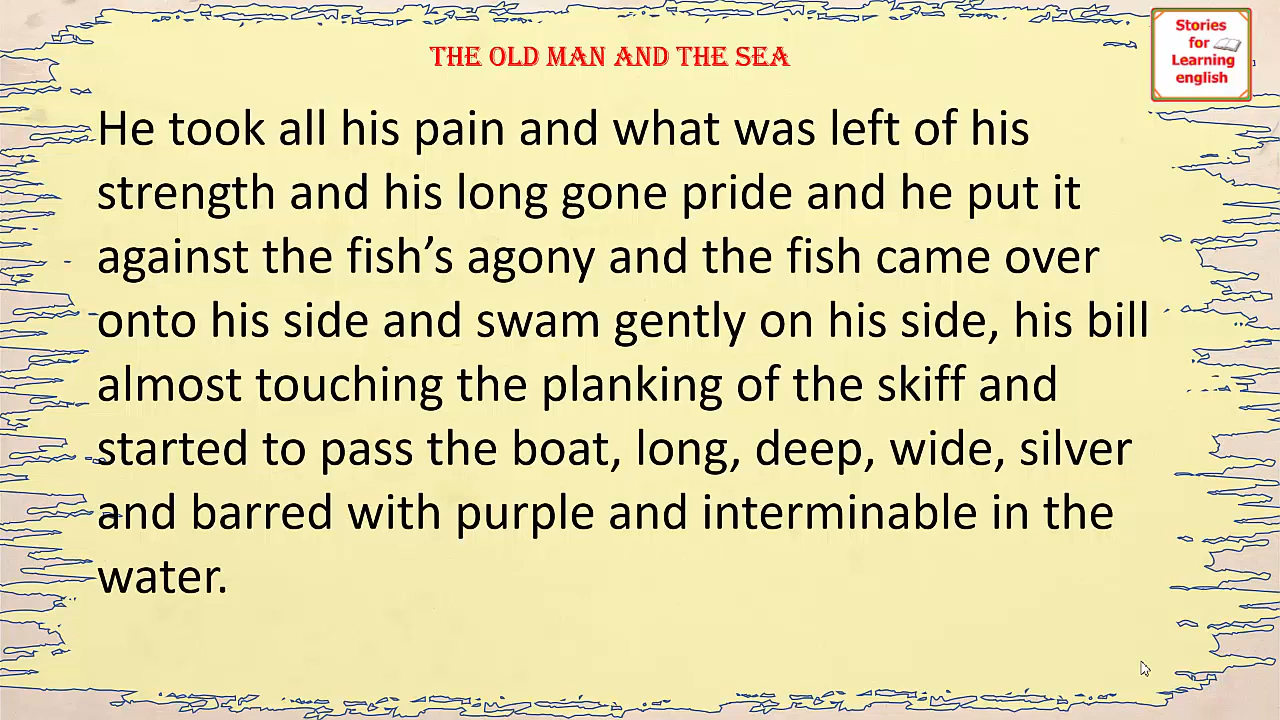 THE OLD MAN AND THE SEA
Stories
for
Learning
english
He took all his pain and what was left of his
strength and his long gone pride and he put it
against the fish’s agony and the fish came over
onto his side and swam gently on his side, his bill
almost touching the planking of the skiff and
started to pass the boat, long, deep, wide, silver
and barred with purple and interminable in the
water.